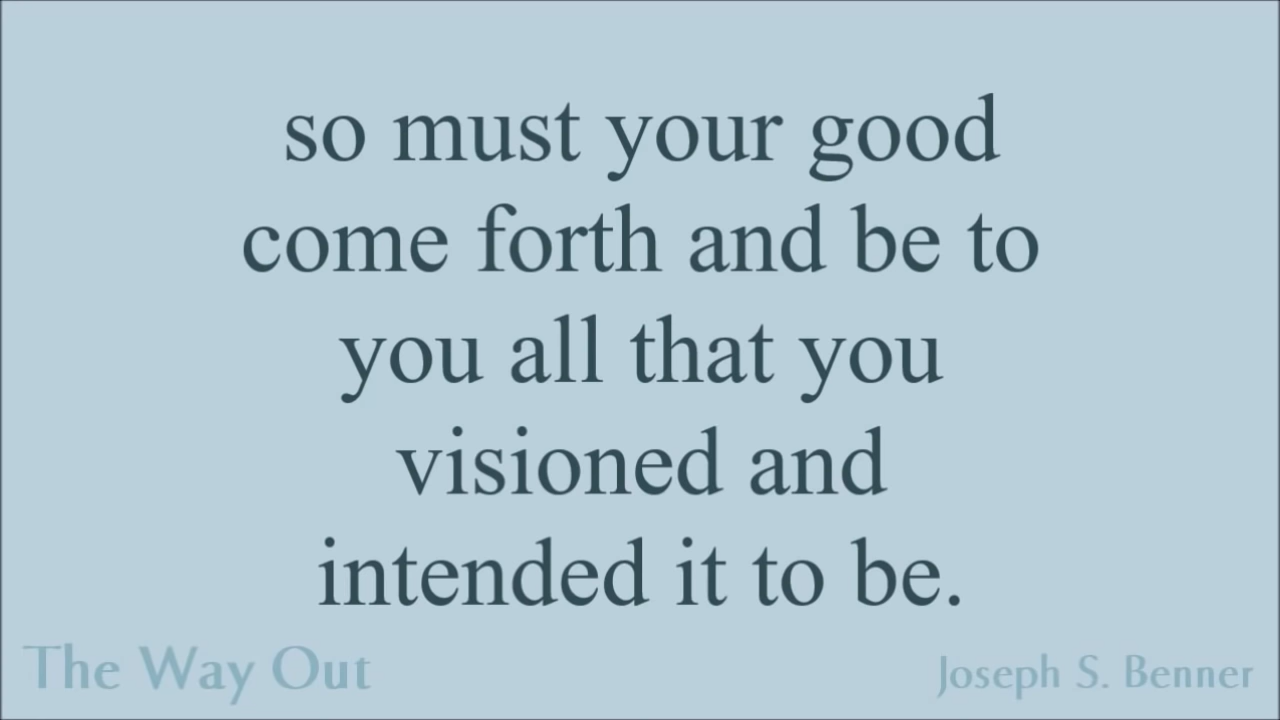 so must your good
come forth and be to
you all that you
visioned and
intended it to be.
The Way Out
Joseph S. Benner